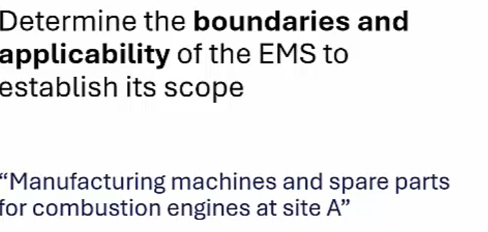 Determine the boundaries and
applicability of the EMS to
establish its scope
“Manufacturing machines and spare parts
for combustion engines at site A”